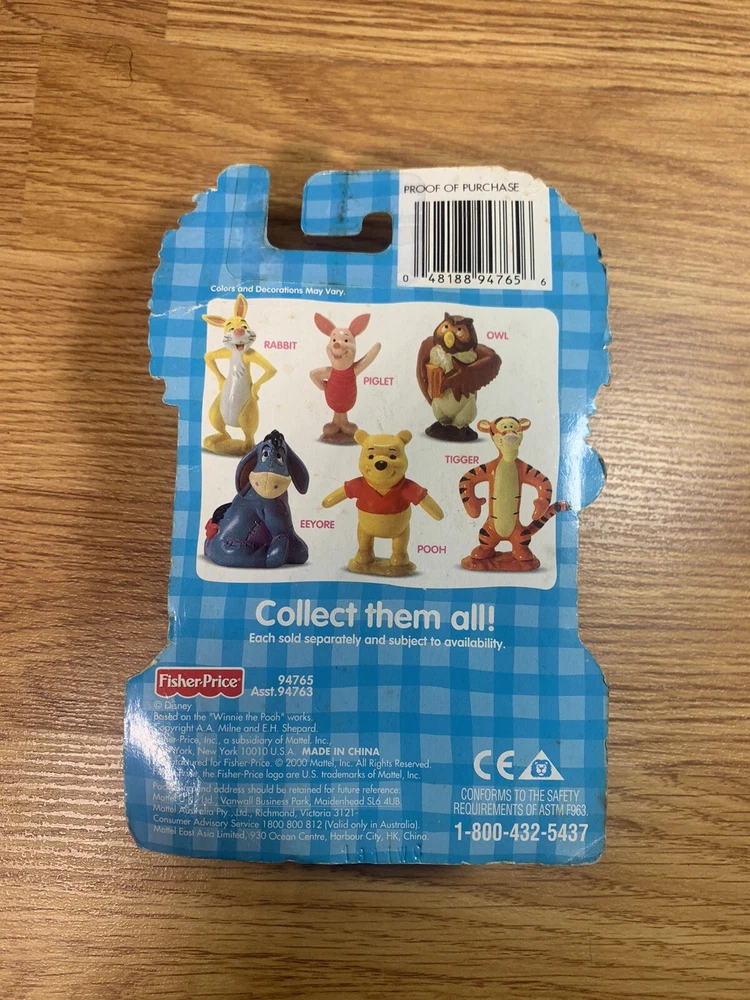 PROOF OF PURCHASE
0 48188 94765 6
Colors and Decorations May Vary.
RABBIT
PIGLET
OWL
EEYORE
POOH
TIGGER
Collect them all!
Each sold separately and subject to availability.
Fisher-Price®
94765
Asst.94763
© Disney
Based on the "Winnie the Pooh" works.
Copyright A.A. Milne and E.H. Shepard.
Price, Inc., a subsidiary of Mattel, Inc.
York, New York 10010 U.S.A. MADE IN CHINA
for Fisher-Price. © 2000 Mattel, Inc. All Rights Reserved.
the Fisher-Price logo are U.S. trademarks of Mattel, Inc.
and address should be retained for future reference:
Mattel Ltd., Vanwall Business Park, Maidenhead SL6 4UB.
Mattel Australia Pty., Ltd., Richmond, Victoria 3121.
Consumer Advisory Service 1800 800 812 (Valid only in Australia).
Mattel East Asia Limited, 930 Ocean Centre, Harbour City, HK, China.
CE
CONFORMS TO THE SAFETY
REQUIREMENTS OF ASTM F963.
1-800-432-5437